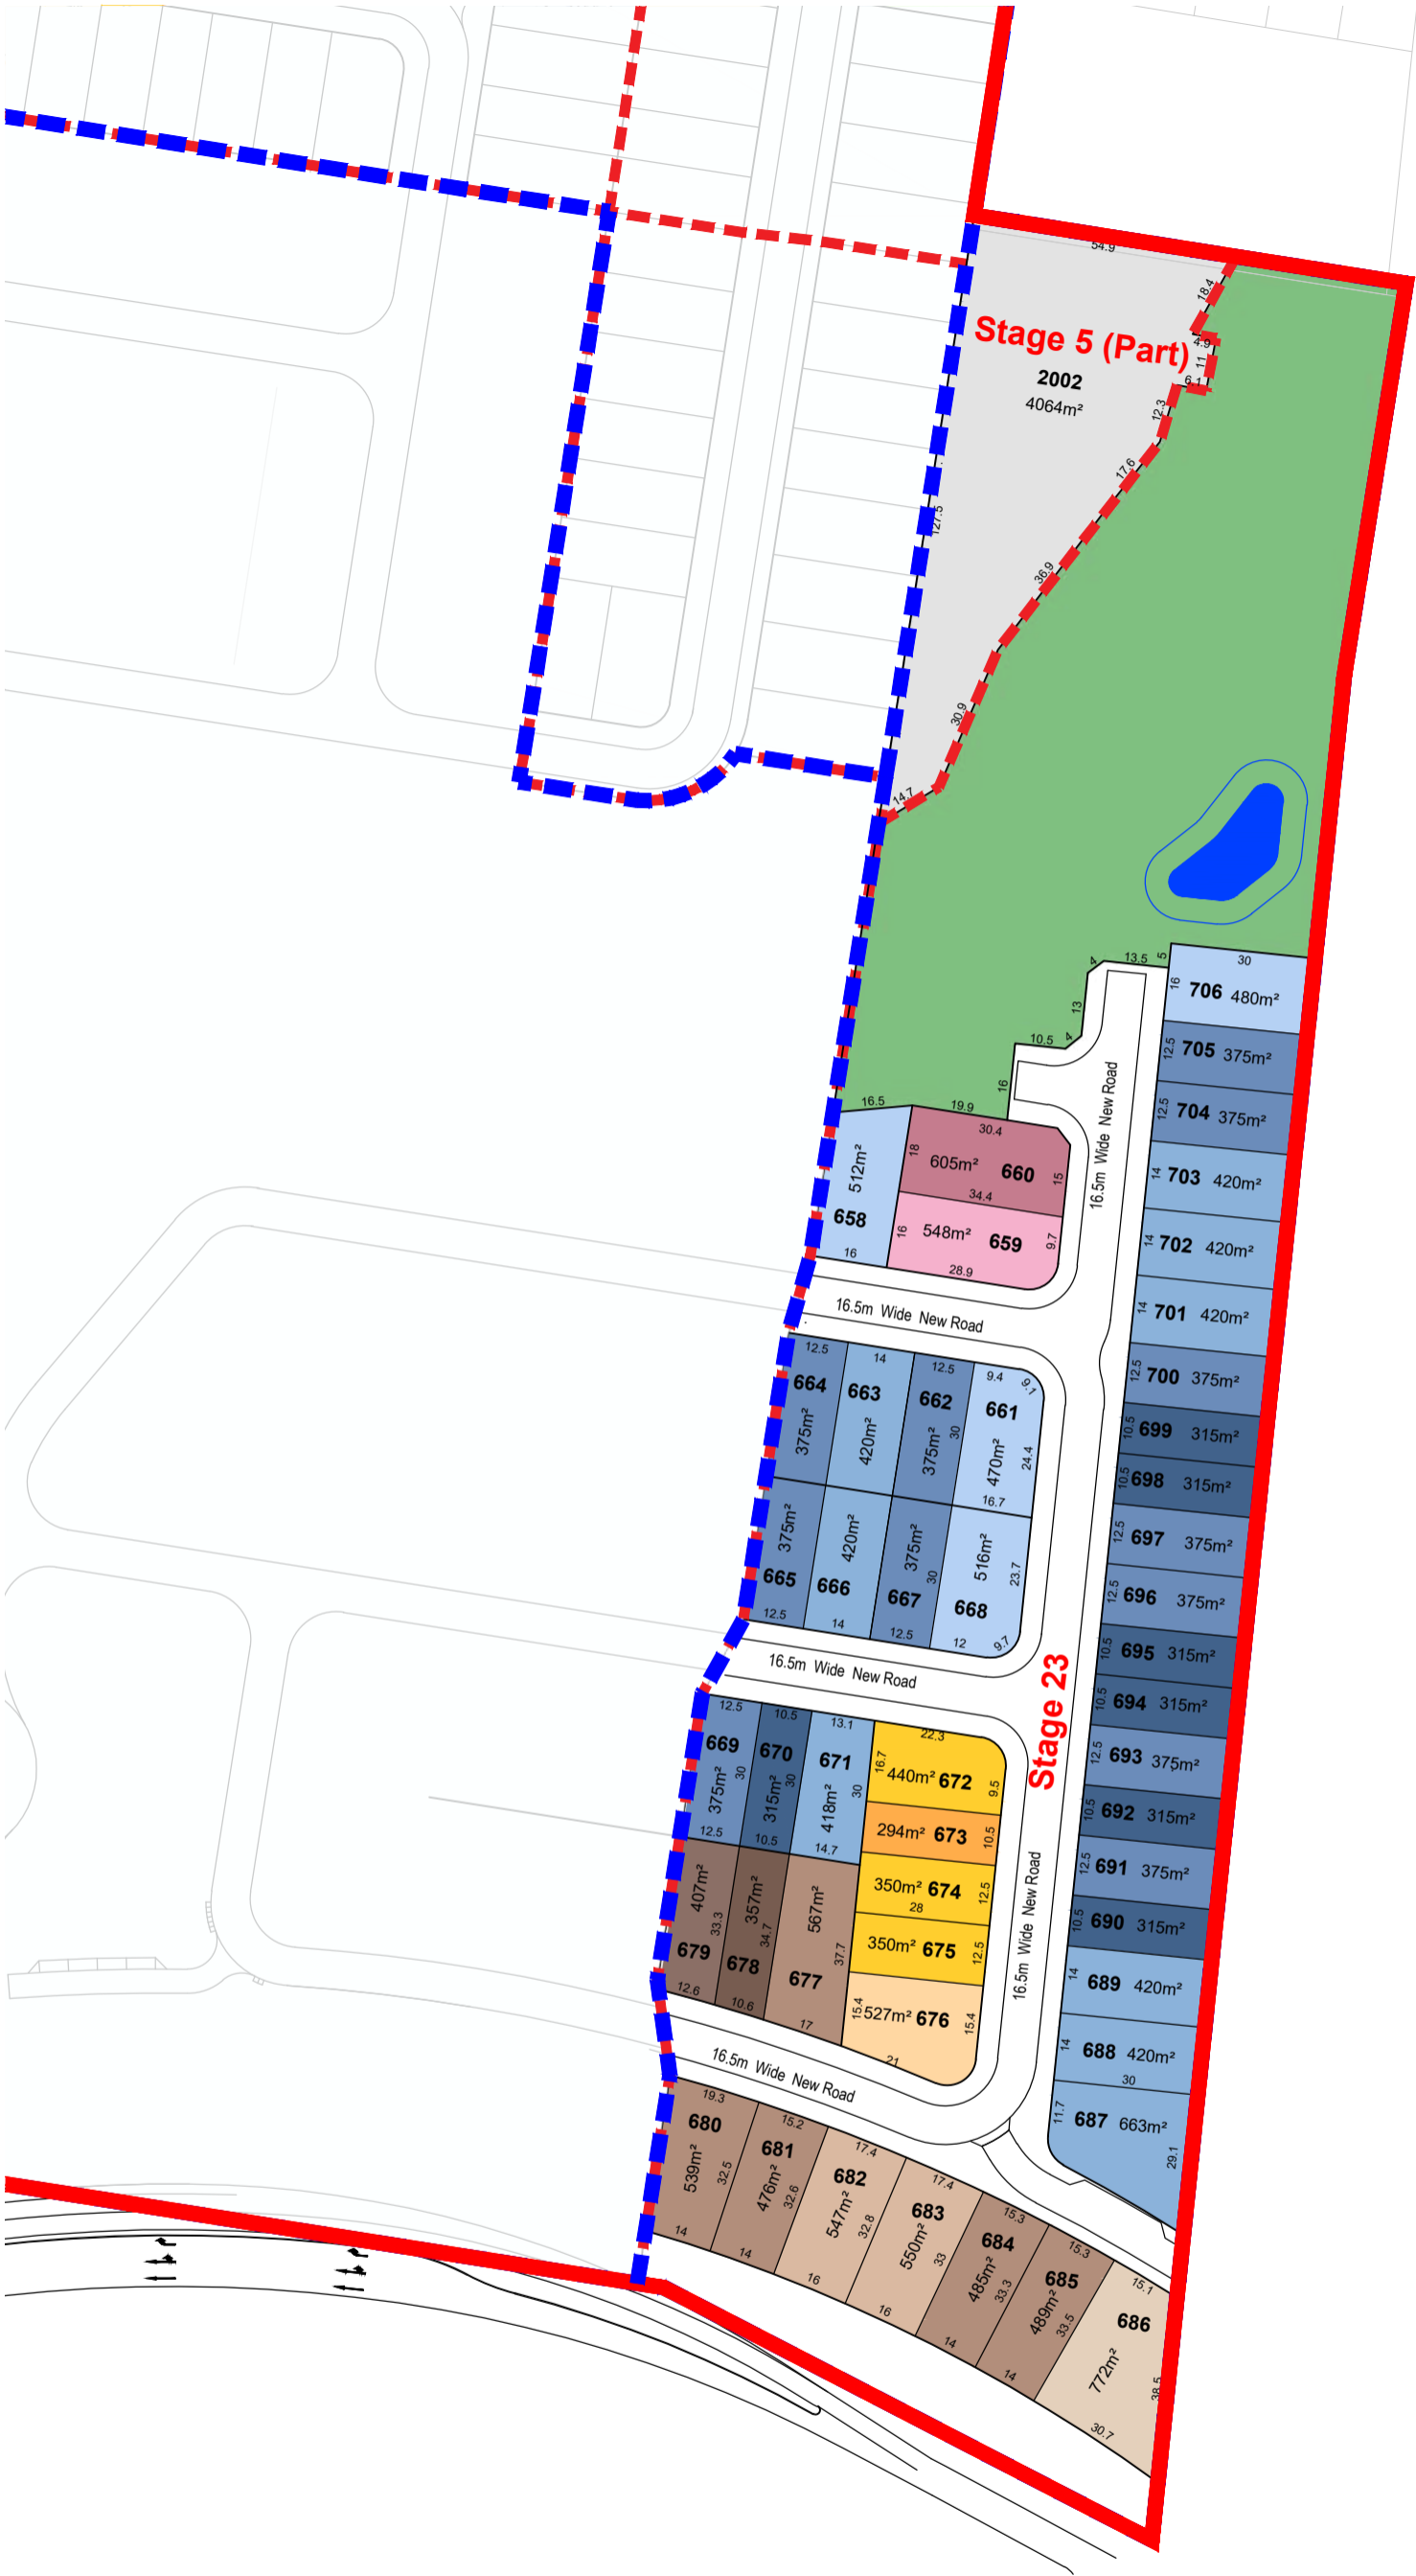 54.9
18.4
Stage 5 (Part)
4.9
11
6.1
2002
4064m²
12.3
17.6
127.5
36.9
30.9
14.7
4
13.5
5
30
16
706 480m²
13
10.5
4
12.5
705 375m²
16
12.5
704 375m²
16.5m Wide New Road
14
703 420m²
14
702 420m²
14
701 420m²
12.5
700 375m²
10.5
699 315m²
10.5
698 315m²
12.5
697 375m²
12.5
696 375m²
10.5
695 315m²
10.5
694 315m²
12.5
693 375m²
10.5
692 315m²
12.5
691 375m²
10.5
690 315m²
14
689 420m²
14
688 420m²
30
11.7
687 663m²
29.1
16.5
19.9
30.4
512m²
658
16
18
605m² 660
15
34.4
16
548m² 659
9.7
28.9
16.5m Wide New Road
12.5
664
375m²
14
663
420m²
12.5
662
375m²
30
9.4
9.1
661
470m²
24.4
16.7
375m²
665
12.5
420m²
666
14
375m²
30
667
12.5
516m²
23.7
668
12
9.7
16.5m Wide New Road
Stage 23
12.5
669
375m²
30
12.5
10.5
670
315m²
30
10.5
13.1
671
418m²
30
14.7
22.3
16.7
440m² 672
9.5
294m² 673
10.5
350m² 674
12.5
28
350m² 675
12.5
15.4
527m² 676
15.4
21
407m²
33.3
679
12.6
357m²
34.7
678
10.6
567m²
37.7
677
17
16.5m Wide New Road
16.5m Wide New Road
19.3
680
539m²
32.5
14
15.2
681
476m²
32.6
14
17.4
682
547m²
32.8
16
17.4
683
550m²
33
16
15.3
684
485m²
33.3
14
15.3
685
489m²
33.5
14
15.1
686
772m²
38.5
30.7